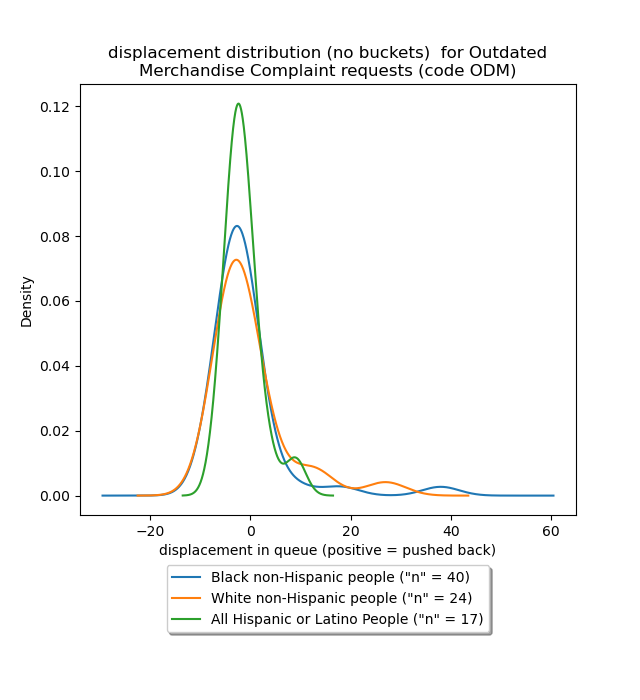 displacement distribution (no buckets)  for Outdated
Merchandise Complaint requests (code ODM)
Density
0.12
0.10
0.08
0.06
0.04
0.02
0.00
−20
0
20
40
60
displacement in queue (positive = pushed back)
Black non-Hispanic people ("n" = 40)
White non-Hispanic people ("n" = 24)
All Hispanic or Latino People ("n" = 17)